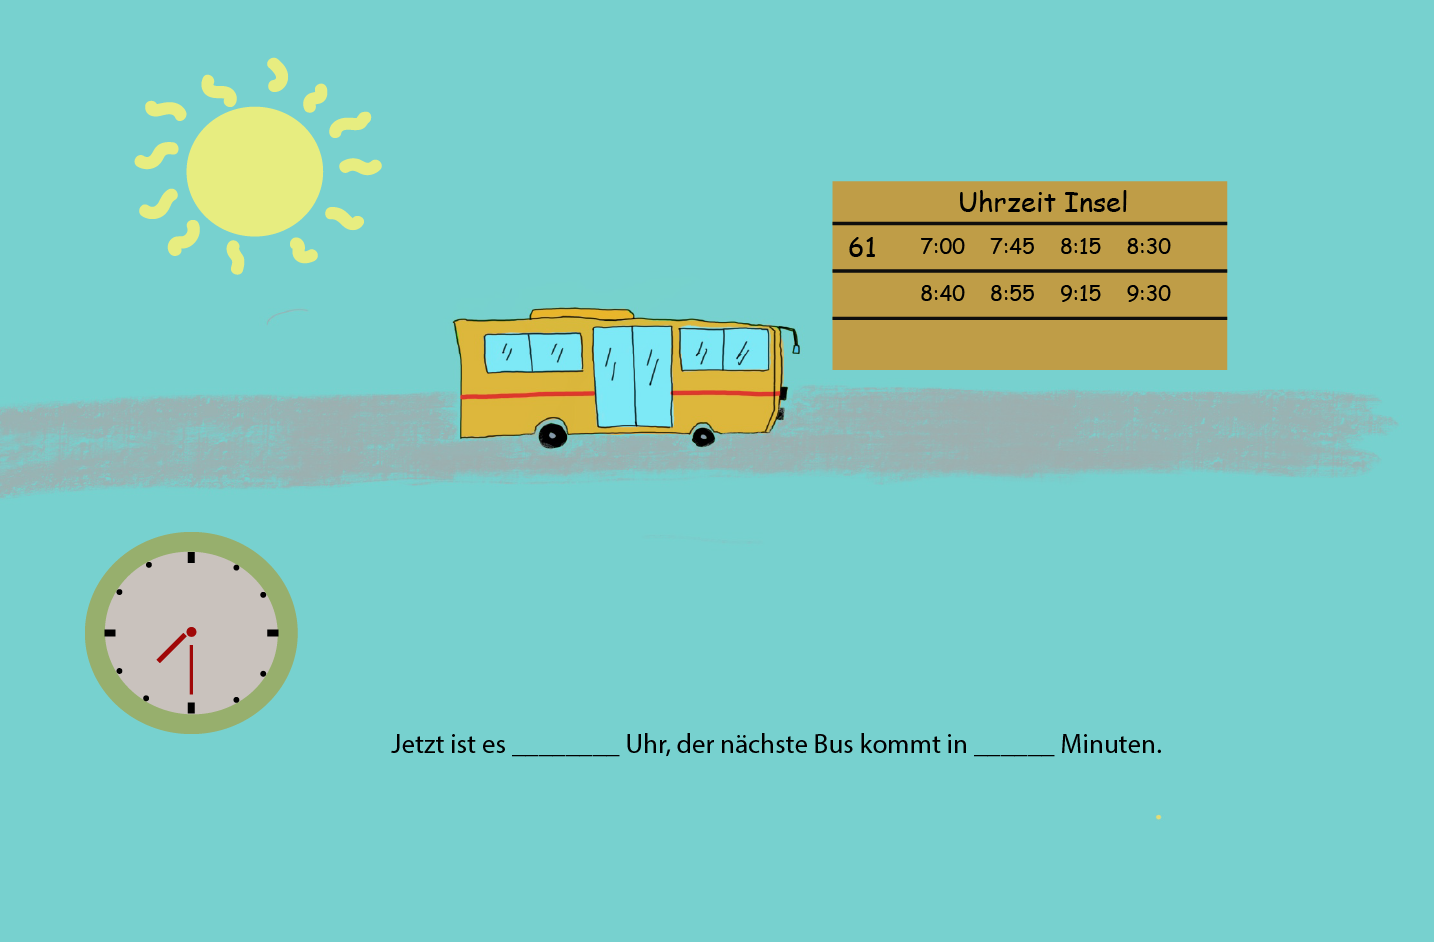 Uhrzeit Insel
61 7:00 7:45 8:15 8:30
8:40 8:55 9:15 9:30
Jetzt ist es ________ Uhr, der nächste Bus kommt in ______ Minuten.